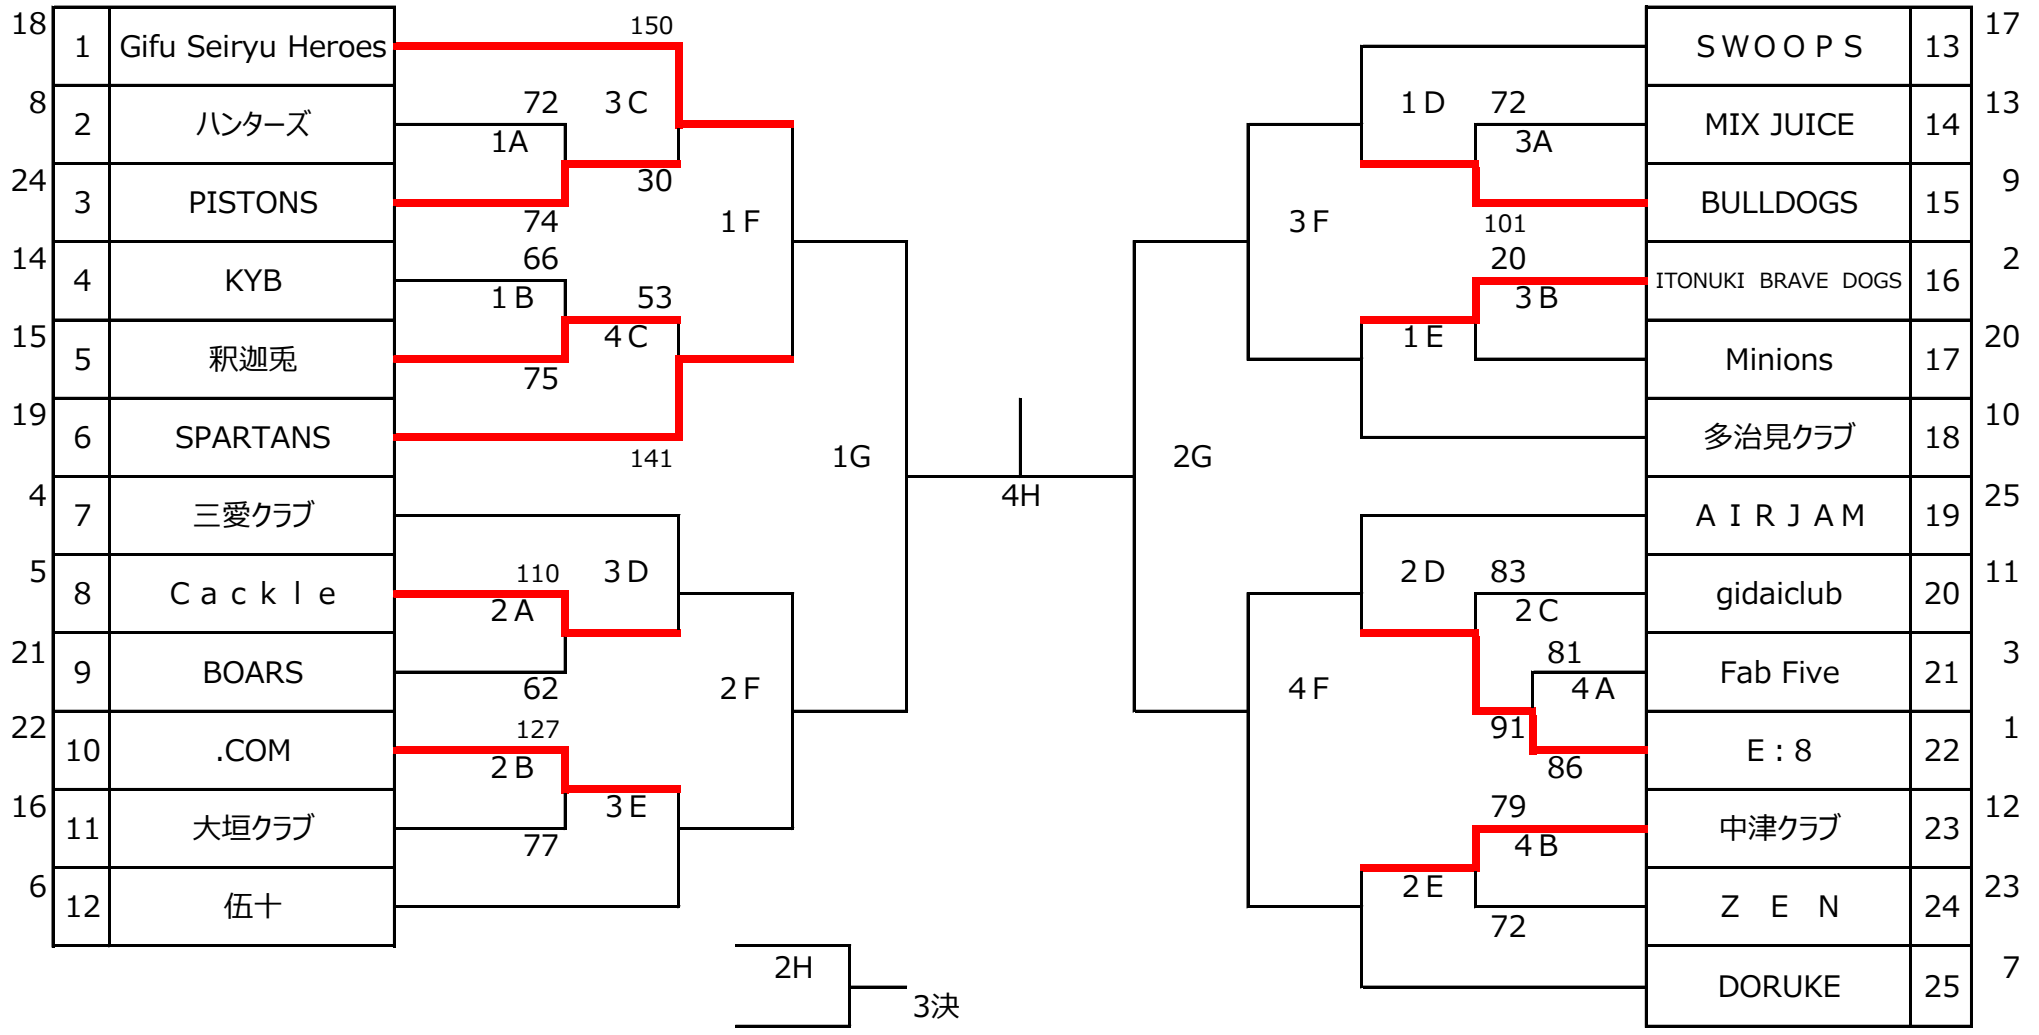 18 1 Gifu Seiryu Heroes 150 SWOOPS 13 17
8 2 ハンターズ 72 3C 1D 72 MIX JUICE 14 13
1A 3A
24 3 PISTONS 30 BULLDOGS 15 9
74 1F 3F 101
14 4 KYB 66 20 ITONUKI BRAVE DOGS 16 2
1B 53 3B
15 5 釈迦兎 4C 1E Minions 17 20
75
19 6 SPARTANS 多治見クラブ 18 10
141 1G 2G
4 7 三愛クラブ 4H AIRJAM 19 25
5 8 Cackle 110 3D 2D 83 gidaiclub 20 11
2A 2C
21 9 BOARS 81 Fab Five 21 3
62 2F 4F 4A
22 10 .COM 127 91 E:8 22 1
2B 86
16 11 大垣クラブ 3E 79 中津クラブ 23 12
77 4B
6 12 伍十 2E ZEN 24 23
72
2H DORUKE 25 7
3決